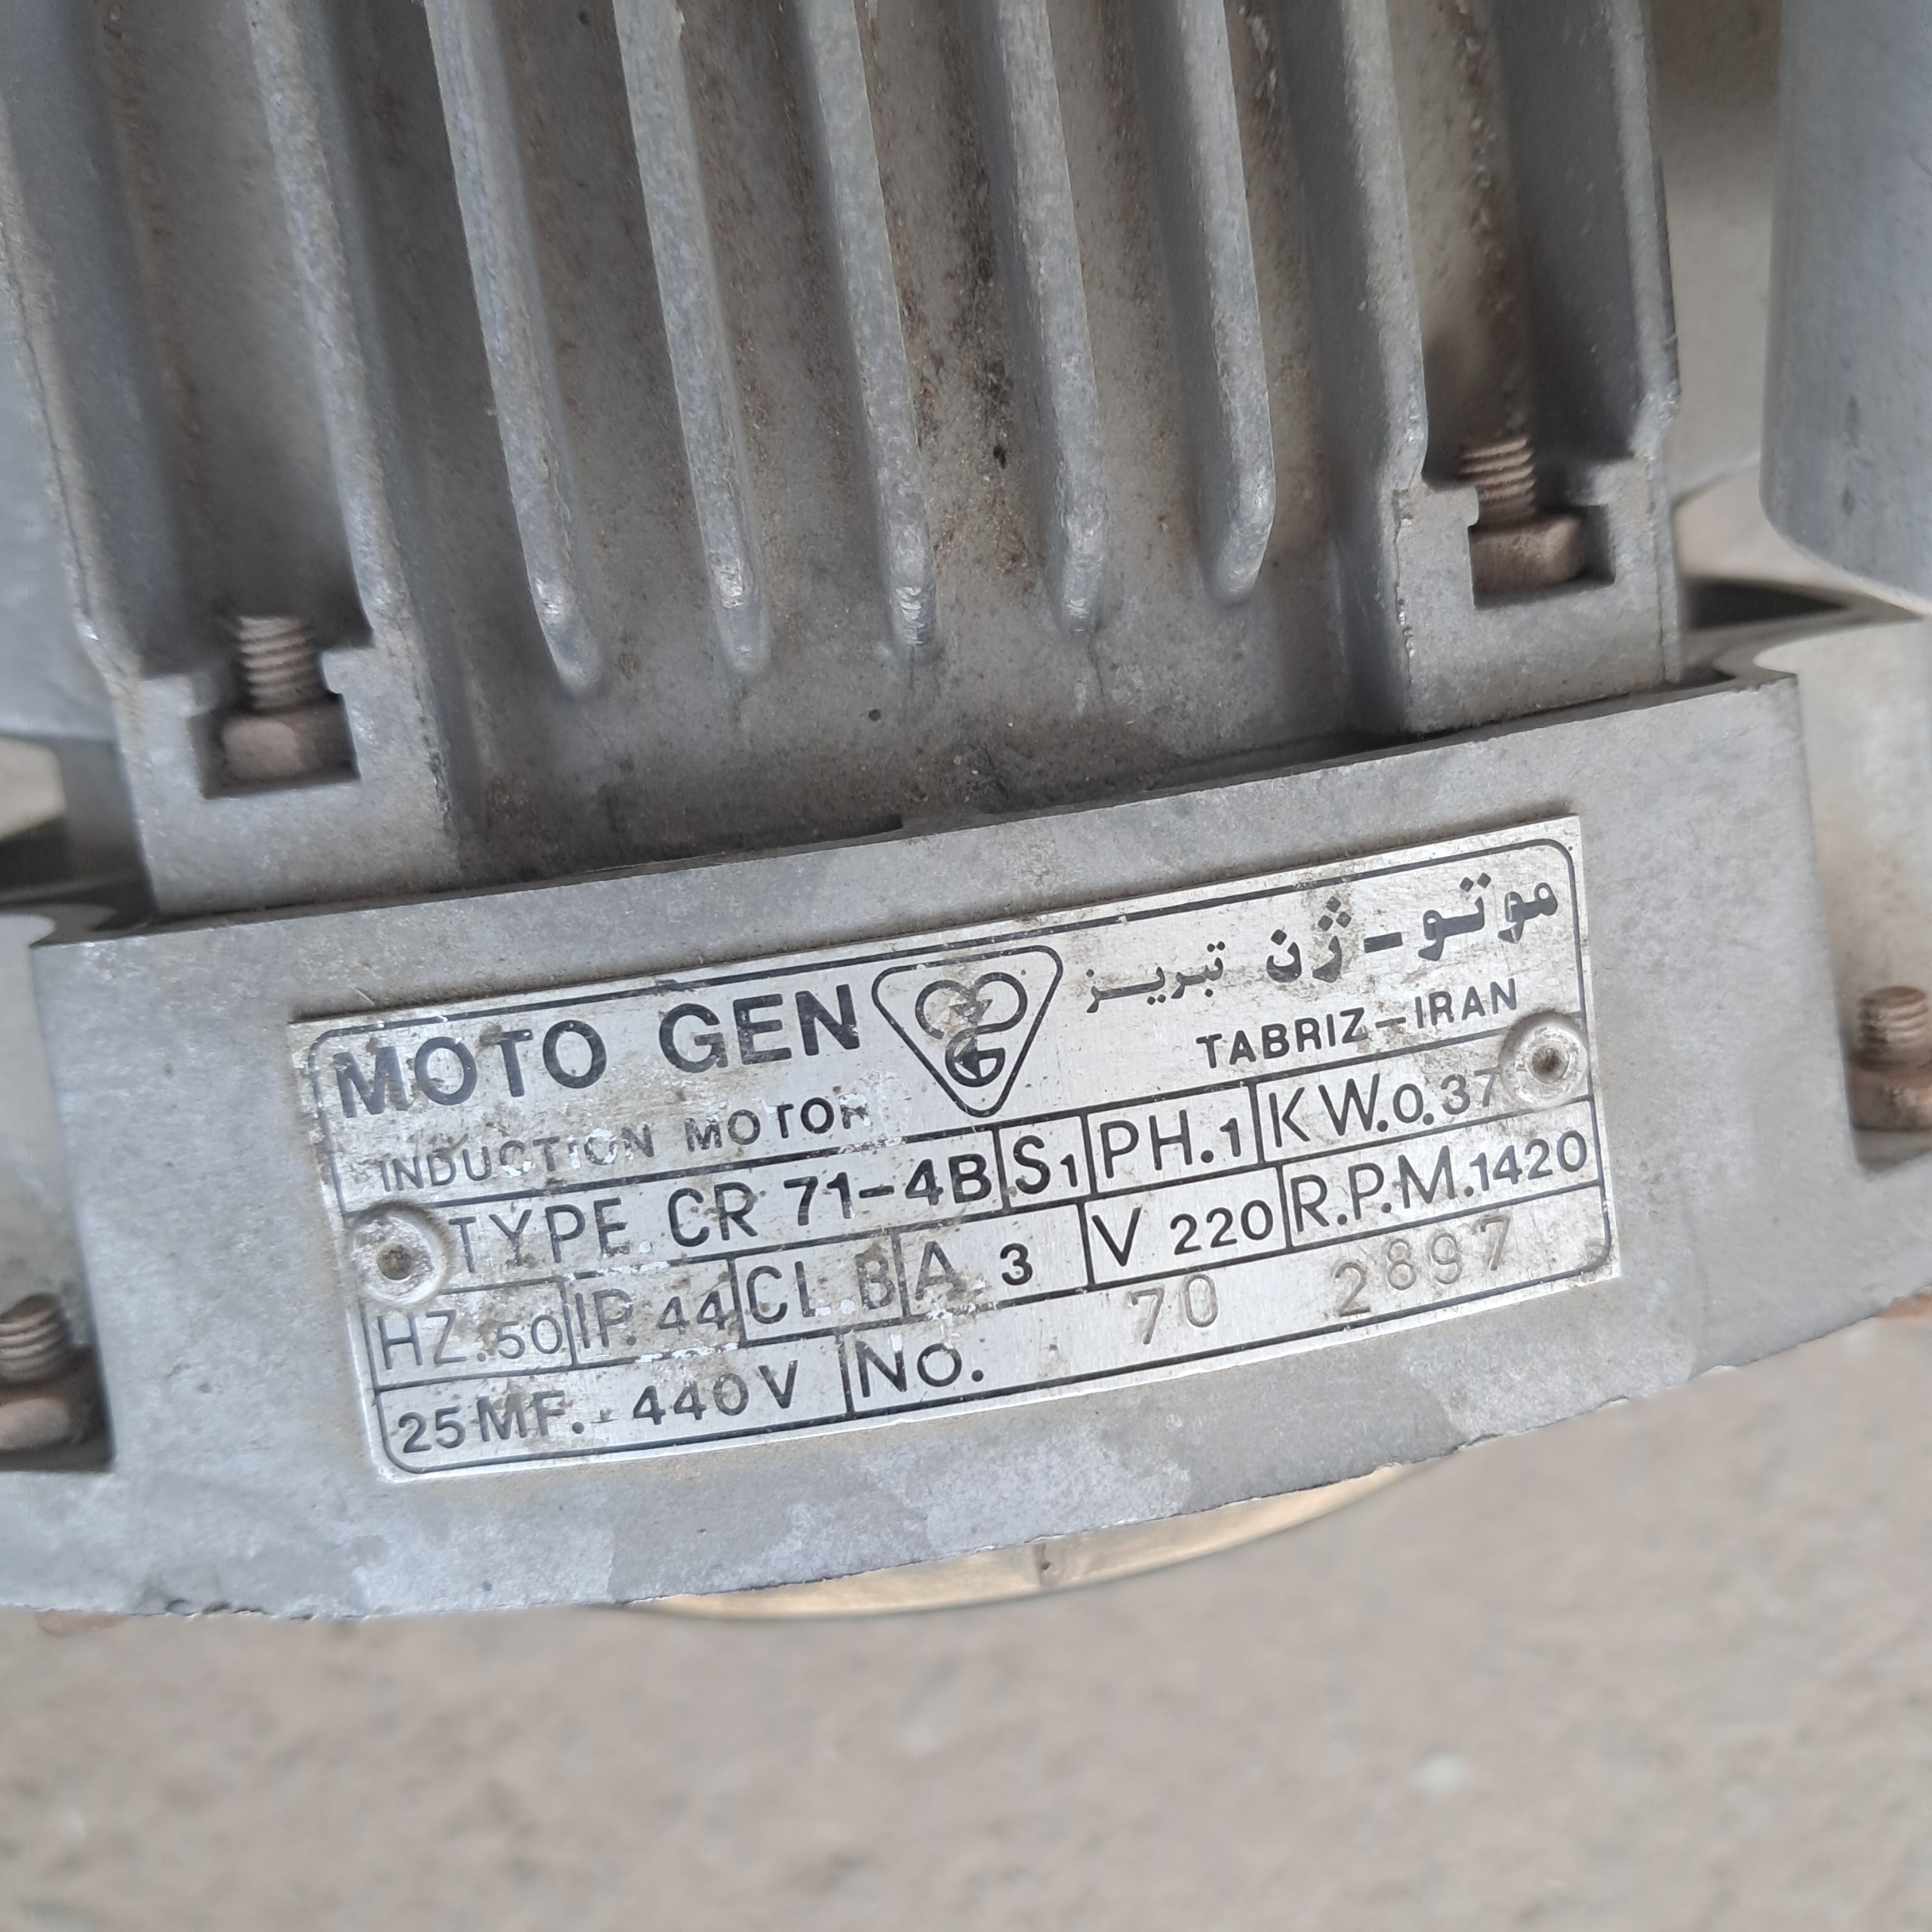 MOTO GEN موتو-ژن تبریز
INDUCTION MOTOR TABRIZ-IRAN
TYPE. CR 71-4B S1 PH.1 KW.0.37
HZ.50 IP.44 CL.B A.3 V 220 R.P.M.1420
25MF.-440V No. 70 2897